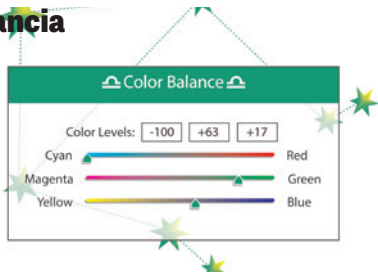 ancia
♎ Color Balance ♎
Color Levels: -100 +63 +17
Cyan Red
Magenta Green
Yellow Blue